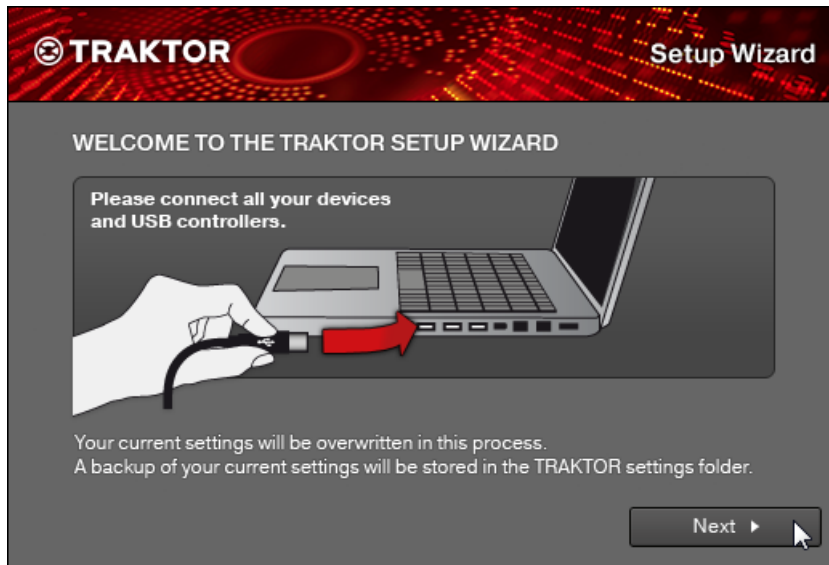 TRAKTOR
Setup Wizard
WELCOME TO THE TRAKTOR SETUP WIZARD
Please connect all your devices
and USB controllers.
Your current settings will be overwritten in this process.
A backup of your current settings will be stored in the TRAKTOR settings folder.
Next